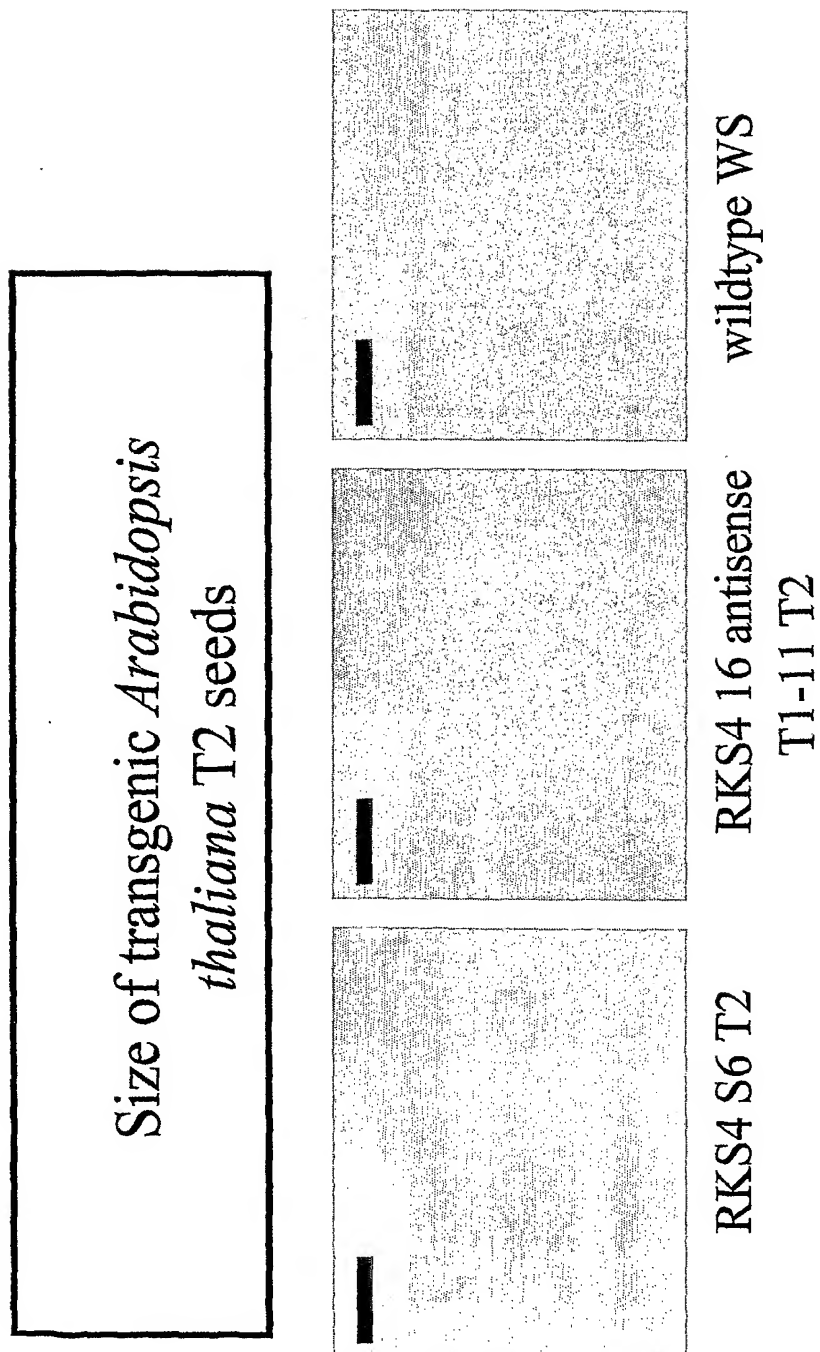 Size of transgenic Arabidopsis
thaliana T2 seeds
RKS4 S6 T2
RKS4 16 antisense
T1-11 T2
wildtype WS